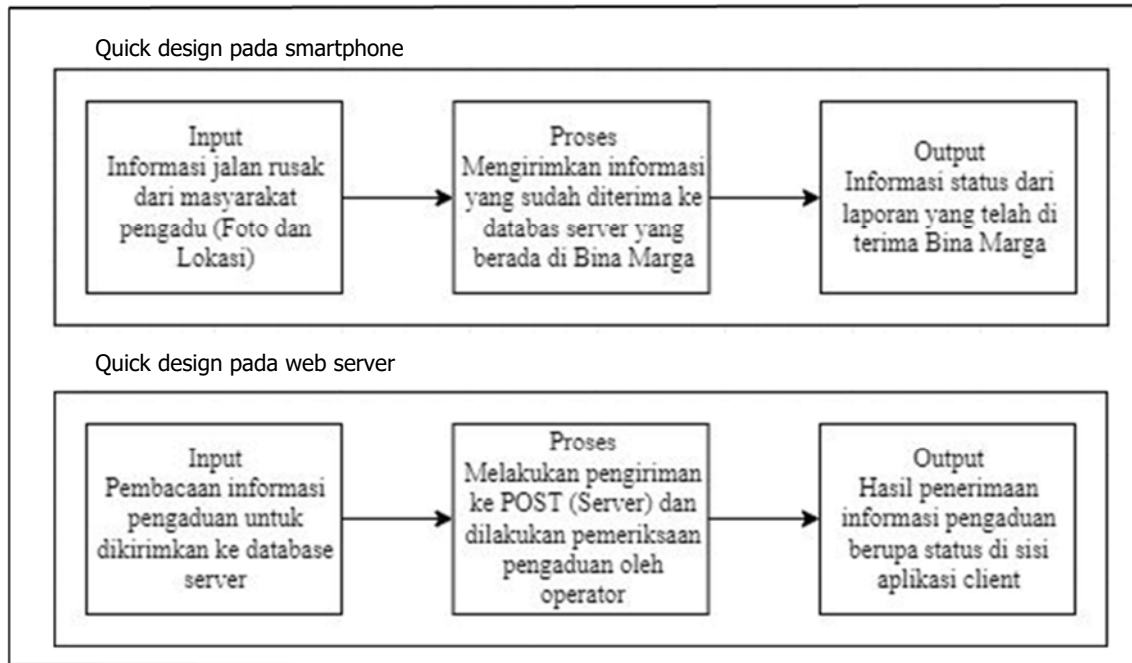 Quick design pada smartphone
Input
Informasi jalan rusak
dari masyarakat
pengadu (Foto dan
Lokasi)
Proses
Mengirimkan informasi
yang sudah diterima ke
databas server yang
berada di Bina Marga
Output
Informasi status dari
laporan yang telah di
terima Bina Marga
Quick design pada web server
Input
Pembacaan informasi
pengaduan untuk
dikirimkan ke database
server
Proses
Melakukan pengiriman
ke POST (Server) dan
dilakukan pemeriksaan
pengaduan oleh
operator
Output
Hasil penerimaan
informasi pengaduan
berupa status di sisi
aplikasi client